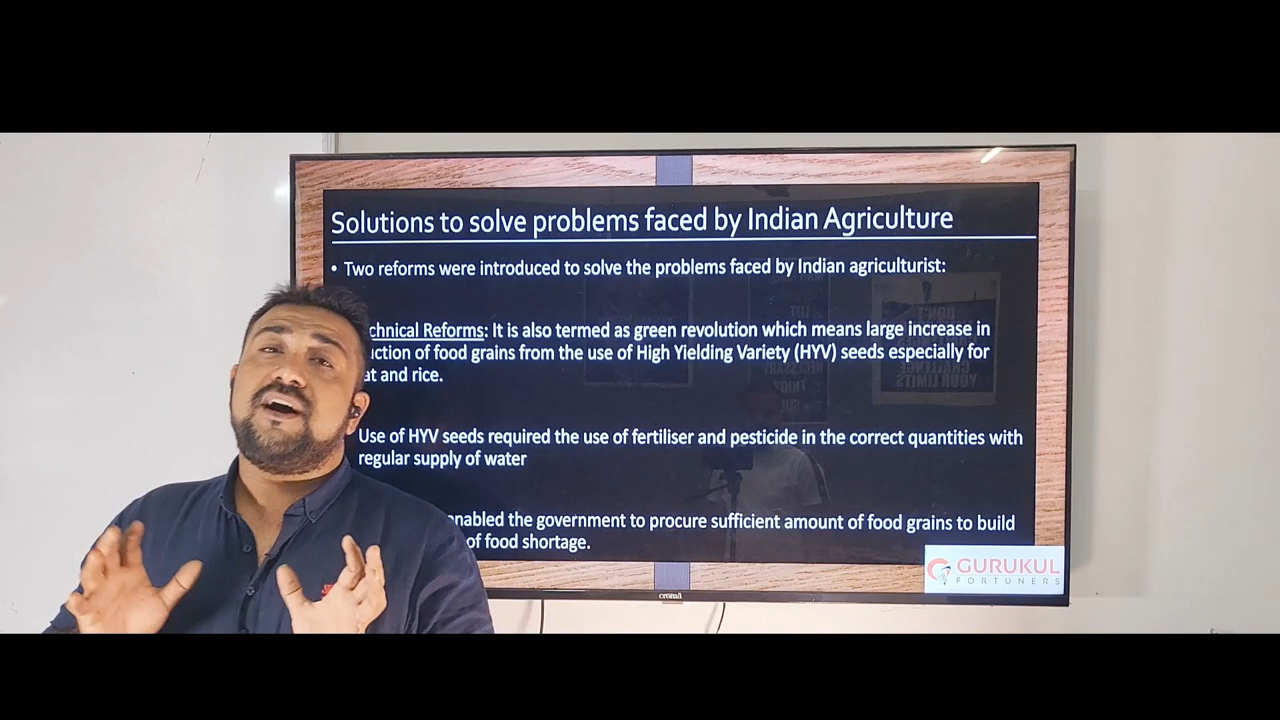 Solutions to solve problems faced by Indian Agriculture
• Two reforms were introduced to solve the problems faced by Indian agriculturist:
chnical Reforms: It is also termed as green revolution which means large increase in
uction of food grains from the use of High Yielding Variety (HYV) seeds especially for
at and rice.
Use of HYV seeds required the use of fertiliser and pesticide in the correct quantities with
regular supply of water
enabled the government to procure sufficient amount of food grains to build
of food shortage.
GURUKUL
FORTUNERS
croma